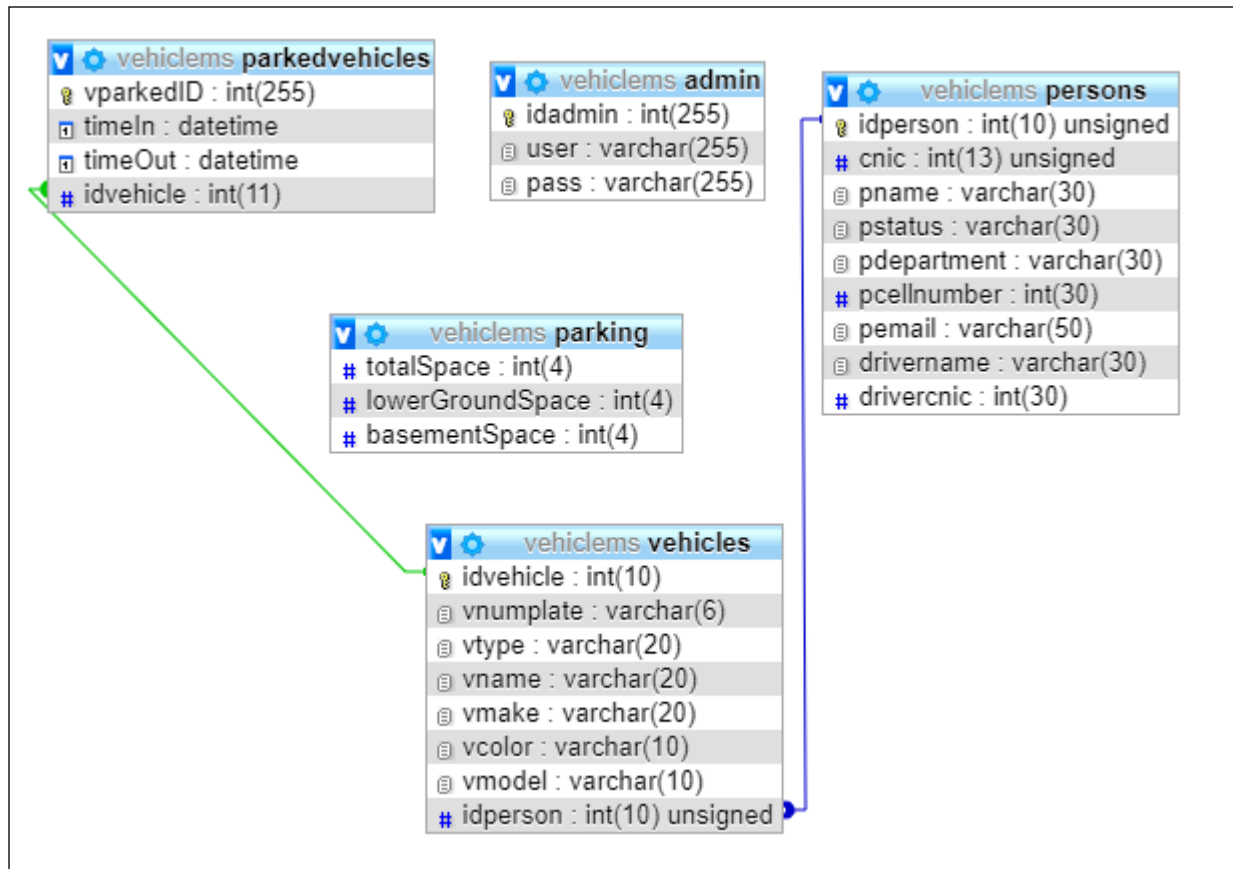 vehiclems parkedvehicles
vparkedID : int(255)
timeIn : datetime
timeOut : datetime
idvehicle : int(11)
vehiclems admin
idadmin : int(255)
user : varchar(255)
pass : varchar(255)
vehiclems persons
idperson : int(10) unsigned
cnic : int(13) unsigned
pname : varchar(30)
pstatus : varchar(30)
pdepartment : varchar(30)
pcellnumber : int(30)
pemail : varchar(50)
drivername : varchar(30)
drivercnic : int(30)
vehiclems parking
totalSpace : int(4)
lowerGroundSpace : int(4)
basementSpace : int(4)
vehiclems vehicles
idvehicle : int(10)
vnumplate : varchar(6)
vtype : varchar(20)
vname : varchar(20)
vmake : varchar(20)
vcolor : varchar(10)
vmodel : varchar(10)
idperson : int(10) unsigned